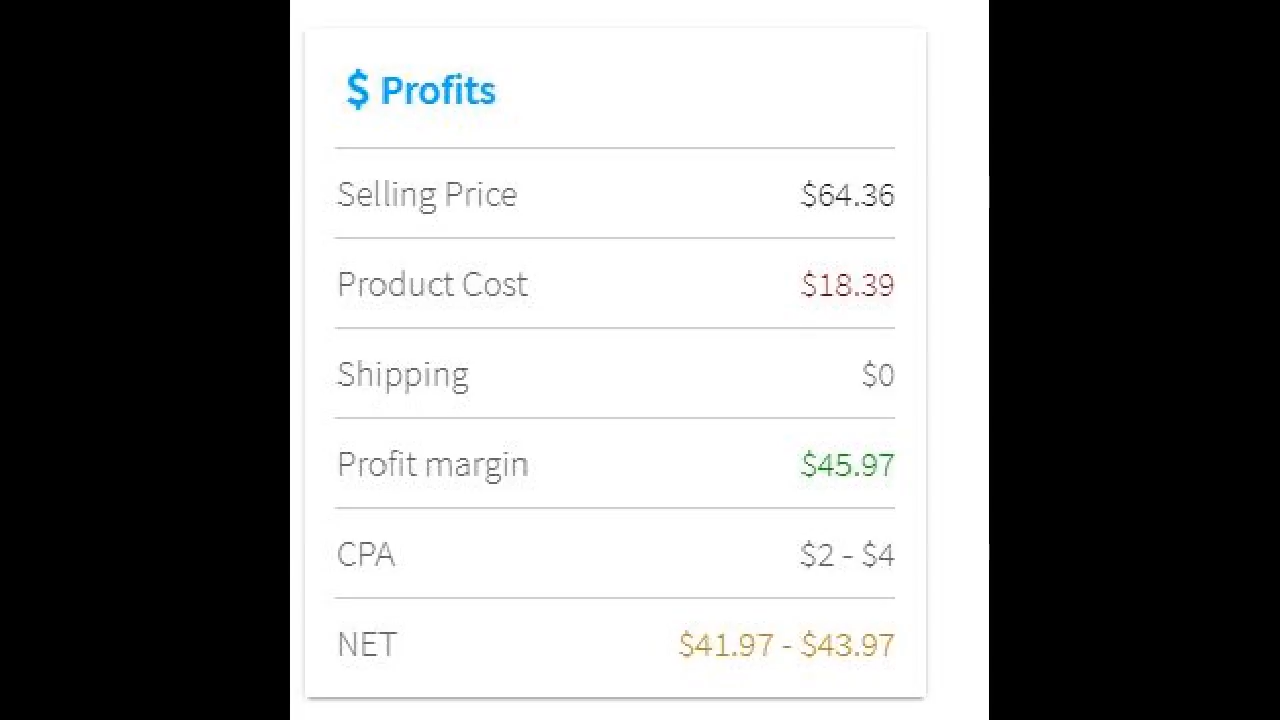 $ Profits
Selling Price $64.36
Product Cost $18.39
Shipping $0
Profit margin $45.97
CPA $2 - $4
NET $41.97 - $43.97